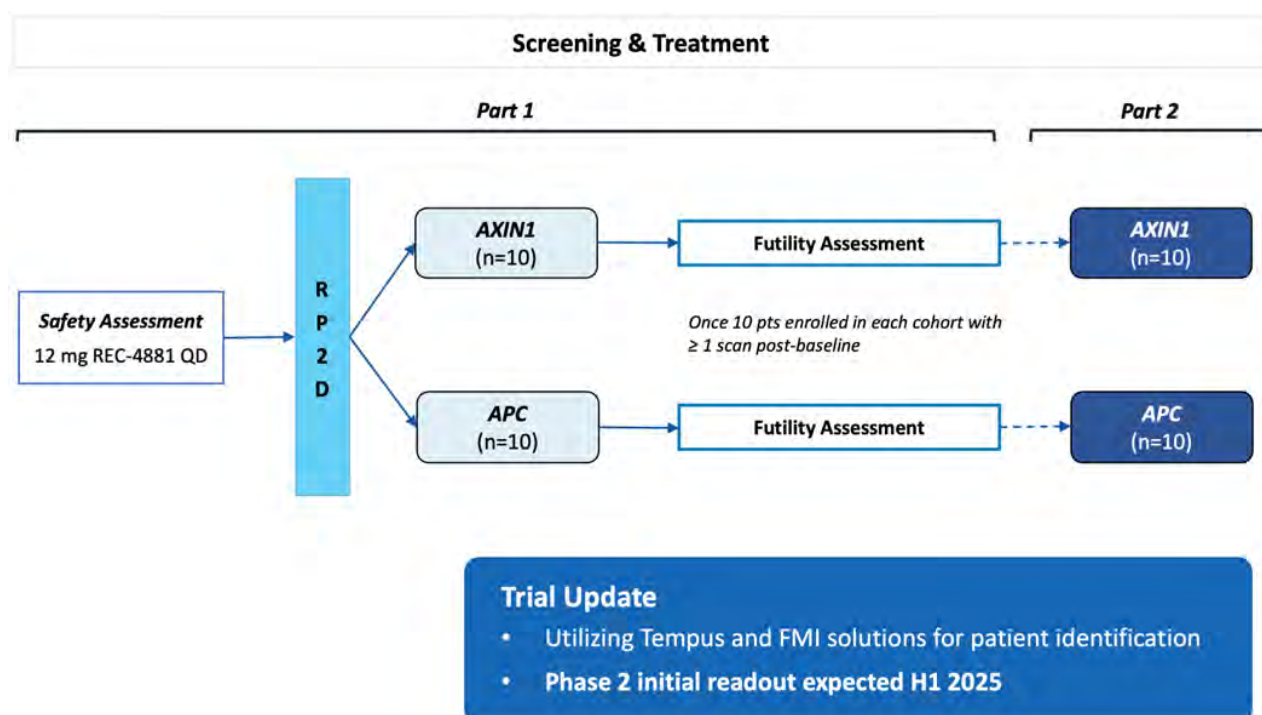 Screening & Treatment
Part 1
Part 2
Safety Assessment
12 mg REC-4881 QD
R
P
2
D
AXIN1
(n=10)
Futility Assessment
AXIN1
(n=10)
Once 10 pts enrolled in each cohort with
≥ 1 scan post-baseline
APC
(n=10)
Futility Assessment
APC
(n=10)
Trial Update
• Utilizing Tempus and FMI solutions for patient identification
• Phase 2 initial readout expected H1 2025